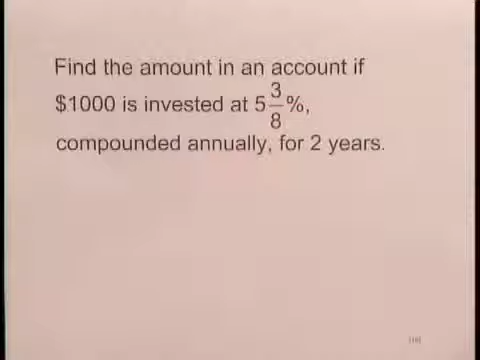 Find the amount in an account if
$1000 is invested at 5 3/8 %,
compounded annually, for 2 years.